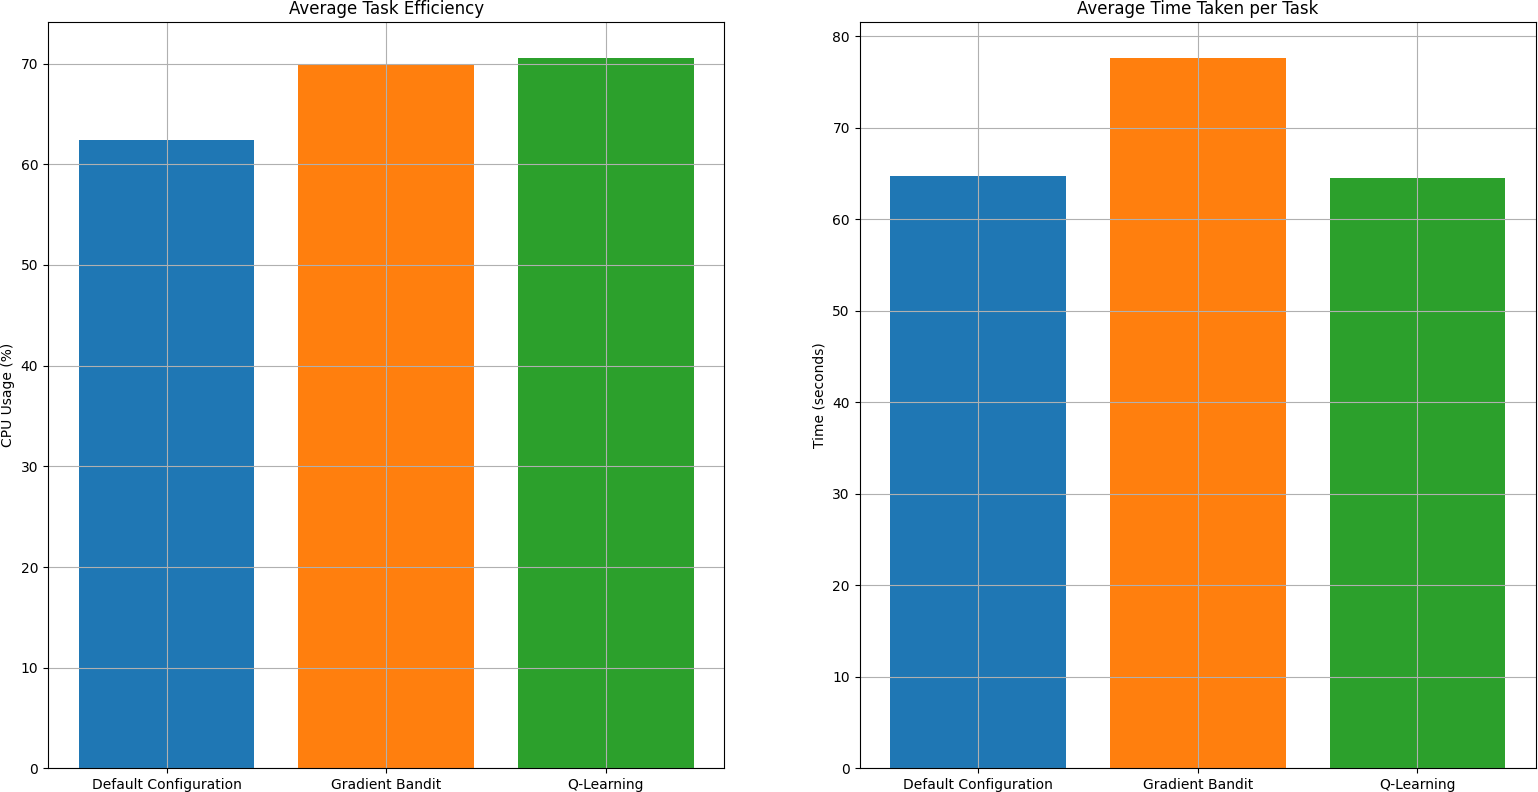 Average Task Efficiency
CPU Usage (%)
70
60
50
40
30
20
10
0
Default Configuration
Gradient Bandit
Q-Learning
Average Time Taken per Task
Time (seconds)
80
70
60
50
40
30
20
10
0
Default Configuration
Gradient Bandit
Q-Learning